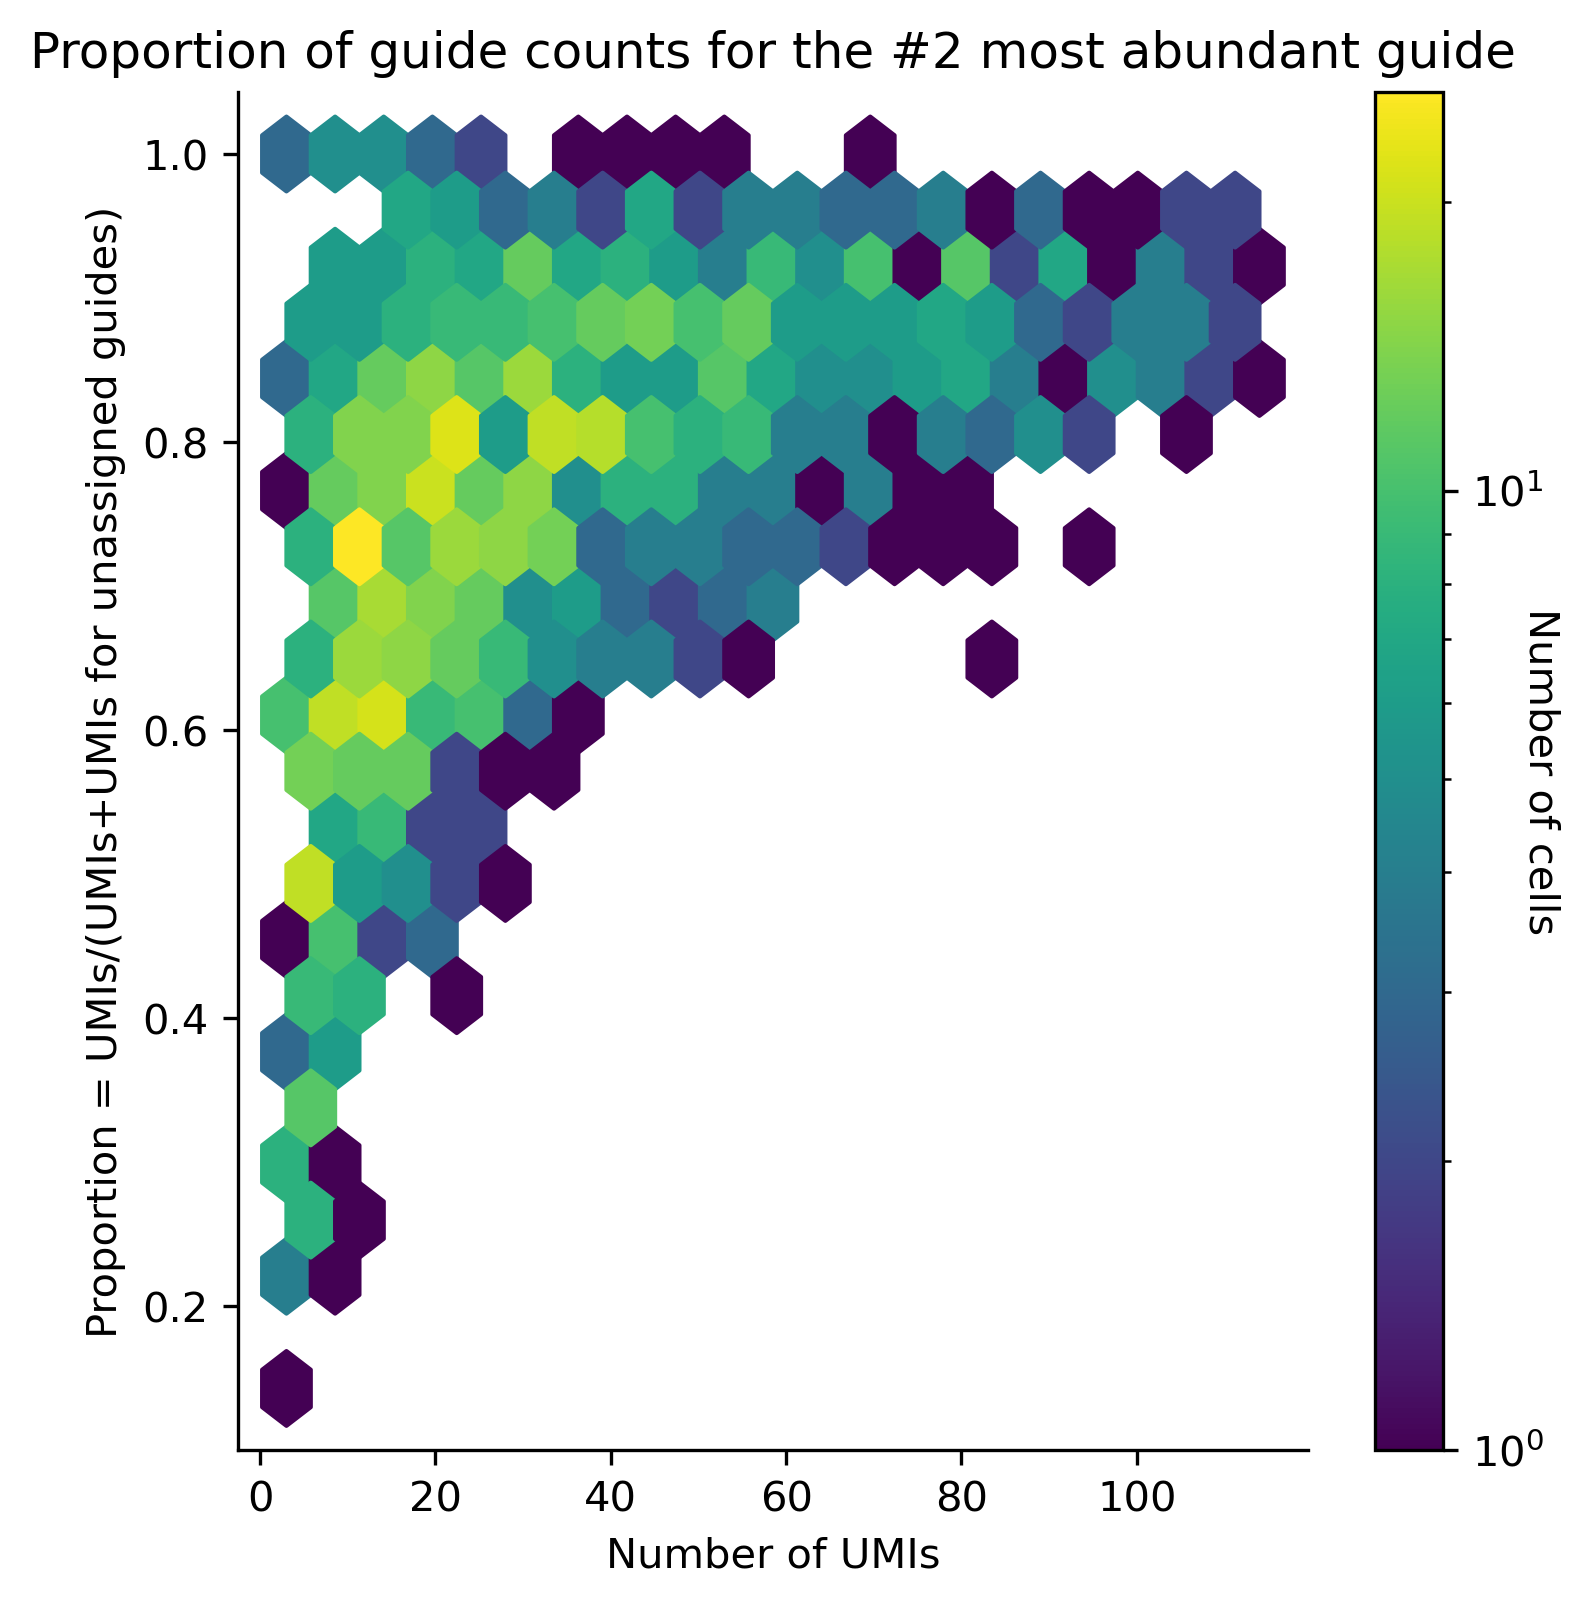 Proportion of guide counts for the #2 most abundant guide
1.0
0.8
0.6
0.4
0.2
Proportion = UMIs/(UMIs+UMIs for unassigned guides)
0 20 40 60 80 100
Number of UMIs
10¹
10⁰
Number of cells